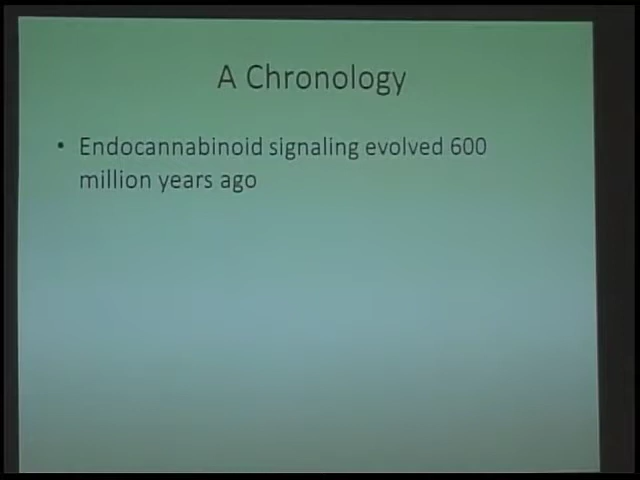 A Chronology
• Endocannabinoid signaling evolved 600
million years ago